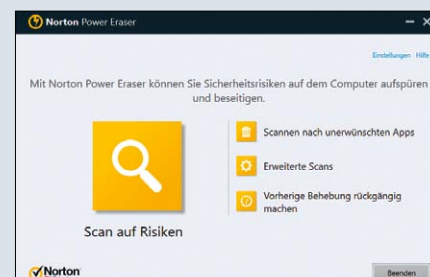 Norton Power Eraser
Einstellungen Hilfe
Mit Norton Power Eraser können Sie Sicherheitsrisiken auf dem Computer aufspüren
und beseitigen.
Scannen nach unerwünschten Apps
Erweiterte Scans
Vorherige Behebung rückgängig
machen
Scan auf Risiken
Norton
Beenden